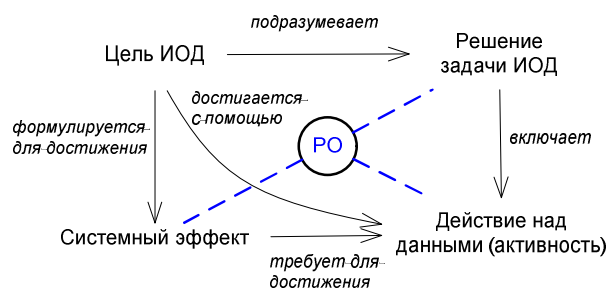 подразумевает
Цель ИОД
Решение
задачи ИОД
достигается
с помощью
формулируется
для достижения
РО
включает
Системный эффект
Действие над
данными (активность)
требует для
достижения